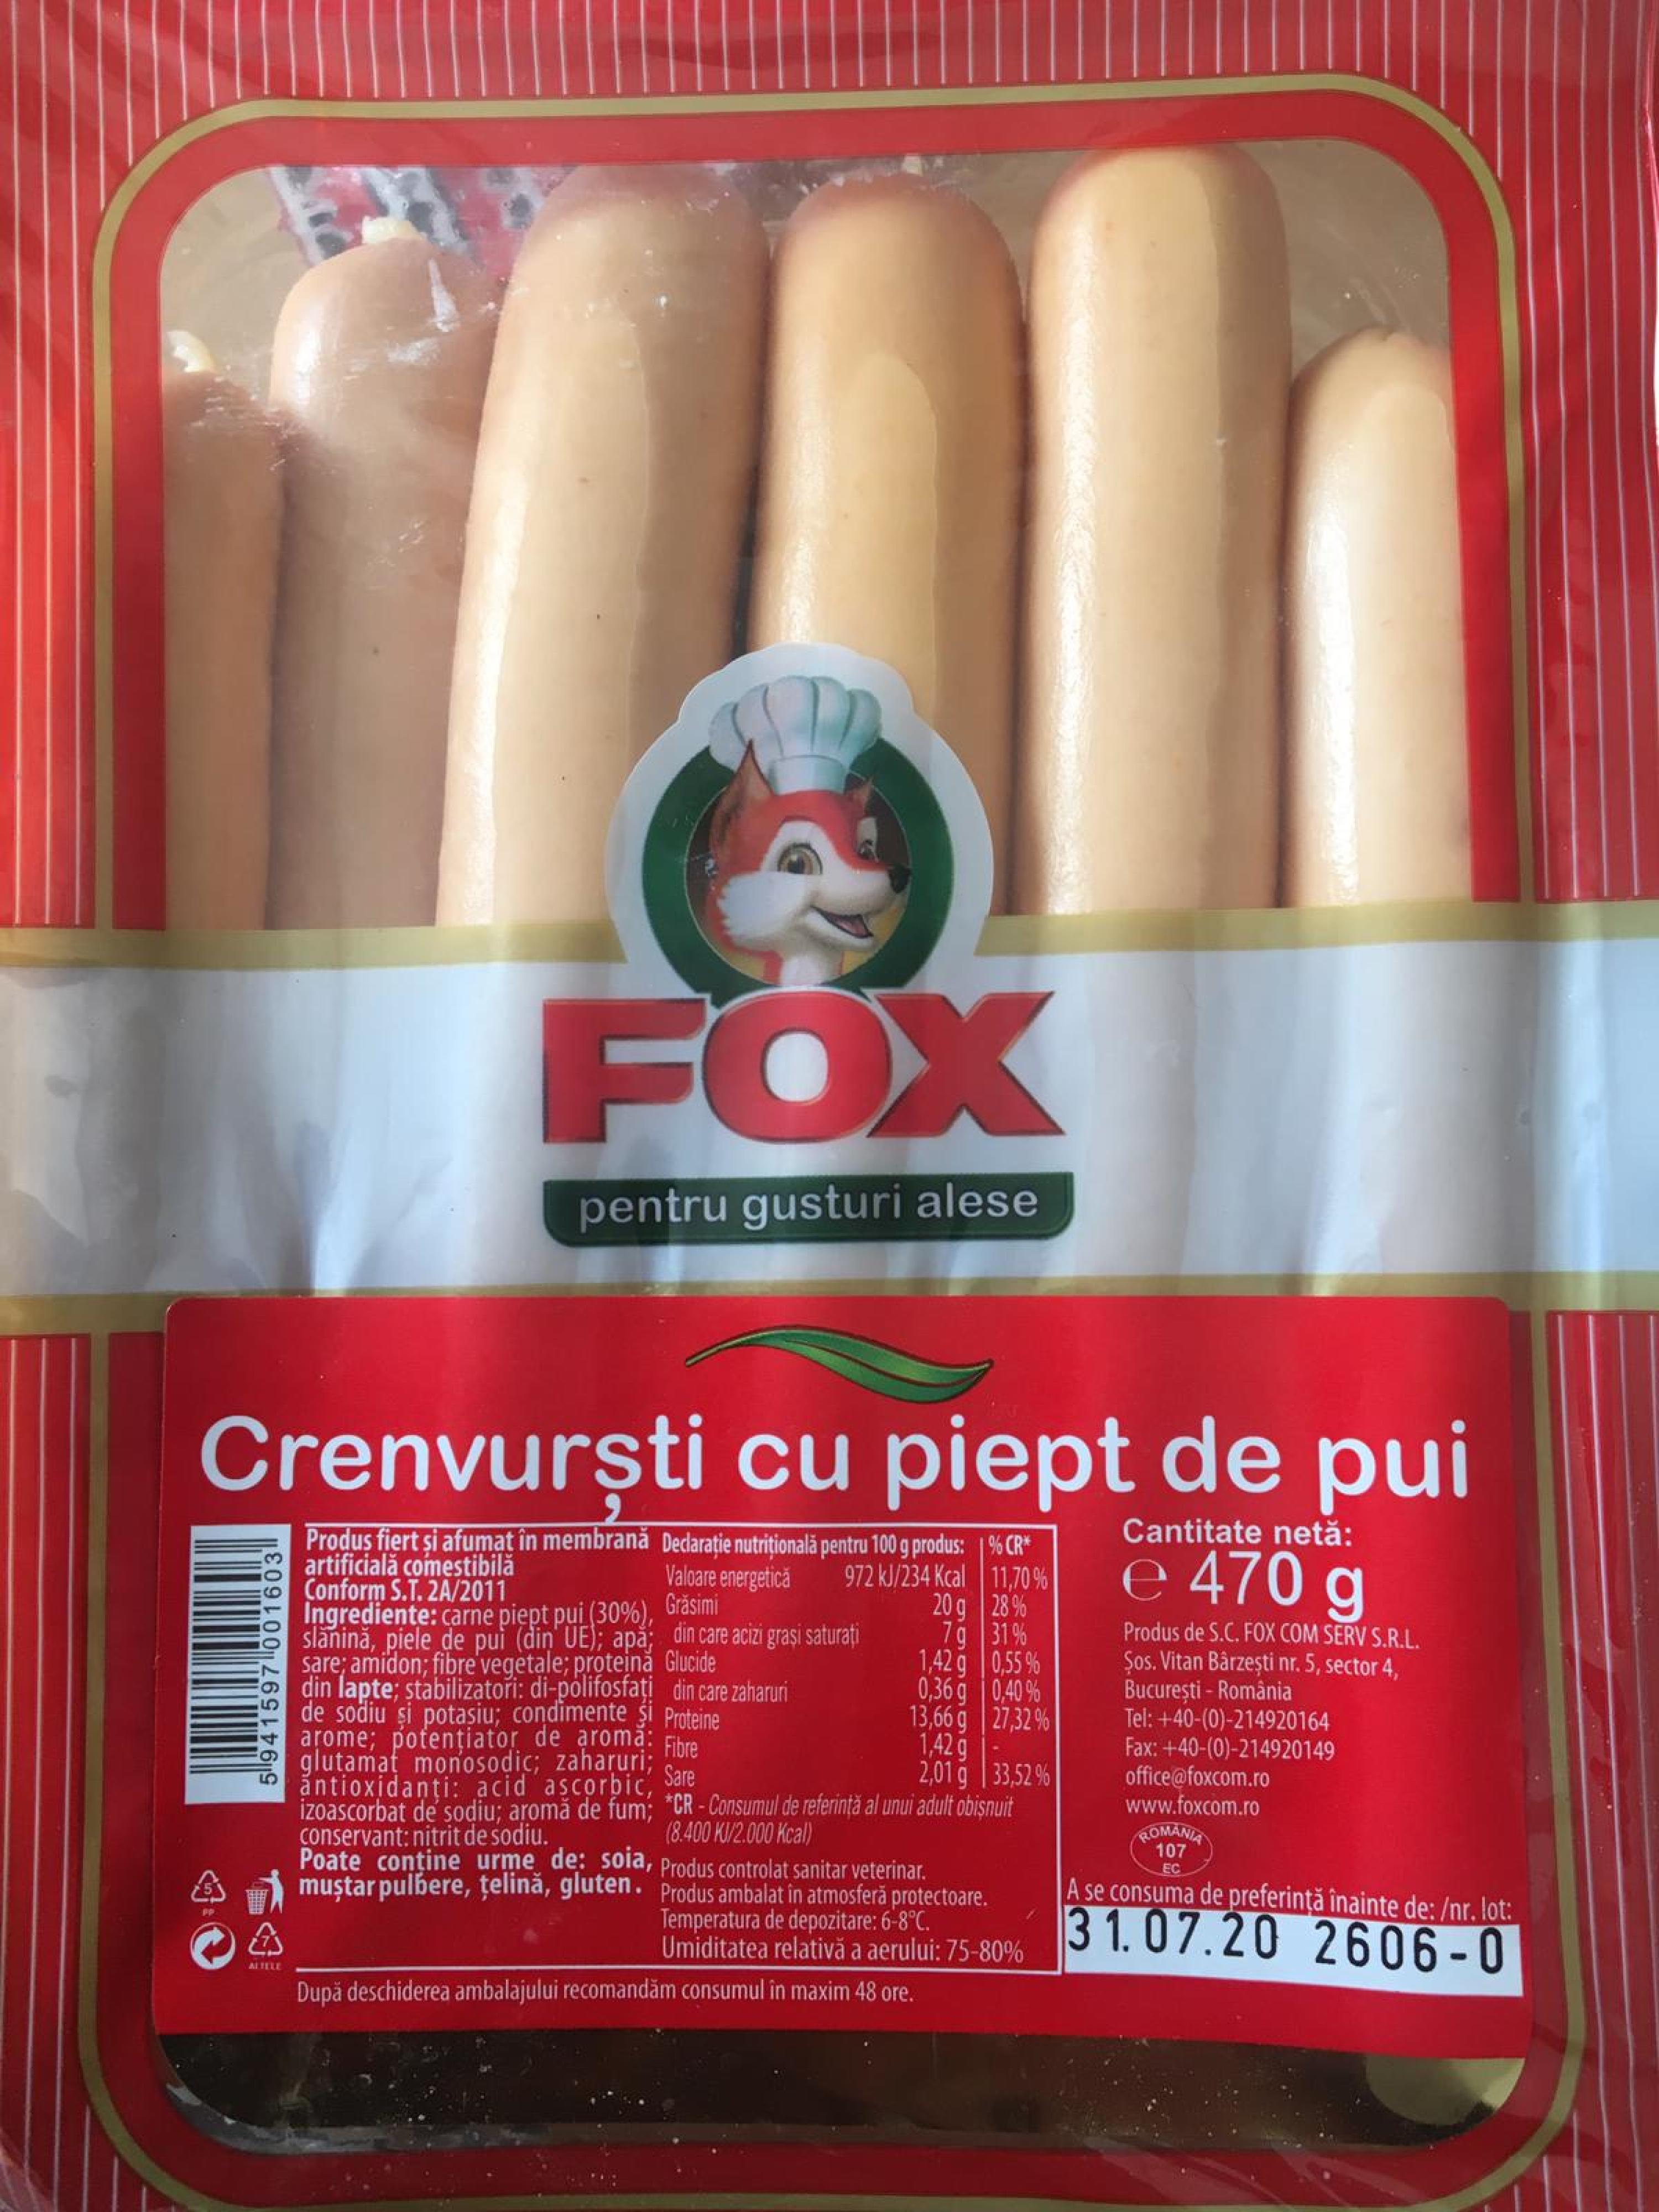 FOX
pentru gusturi alese
Crenvurști cu piept de pui
5 941597 001603
Produs fiert și afumat în membrană
artificială comestibilă
Conform S.T. 2A/2011
Ingrediente: carne piept pui (30%),
slănină, piele de pui (din UE); apă;
sare; amidon; fibre vegetale; proteină
din lapte; stabilizatori: di-polifosfați
de sodiu și potasiu; condimente și
arome; potențiator de aromă:
glutamat monosodic; zaharuri;
antioxidanți: acid ascorbic,
izoascorbat de sodiu; aromă de fum;
conservant: nitrit de sodiu.
Poate conține urme de: soia,
muștar pulbere, țelină, gluten.
Declarație nutrițională pentru 100 g produs: % CR*
Valoare energetică 972 kJ/234 Kcal 11,70 %
Grăsimi 20 g 28 %
din care acizi grași saturați 7 g 31 %
Glucide 1,42 g 0,55 %
din care zaharuri 0,36 g 0,40 %
Proteine 13,66 g 27,32 %
Fibre 1,42 g -
Sare 2,01 g 33,52 %
*CR - Consumul de referință al unui adult obișnuit
(8.400 KJ/2.000 Kcal)
Produs controlat sanitar veterinar.
Produs ambalat în atmosferă protectoare.
Temperatura de depozitare: 6-8°C.
Umiditatea relativă a aerului: 75-80%
După deschiderea ambalajului recomandăm consumul în maxim 48 ore.
5
PP
7
ALTELE
Cantitate netă:
e 470 g
Produs de S.C. FOX COM SERV S.R.L.
Șos. Vitan Bârzești nr. 5, sector 4,
București - România
Tel: +40-(0)-214920164
Fax: +40-(0)-214920149
office@foxcom.ro
www.foxcom.ro
ROMÂNIA
107
EC
A se consuma de preferință înainte de: /nr. lot:
31.07.20 2606-0